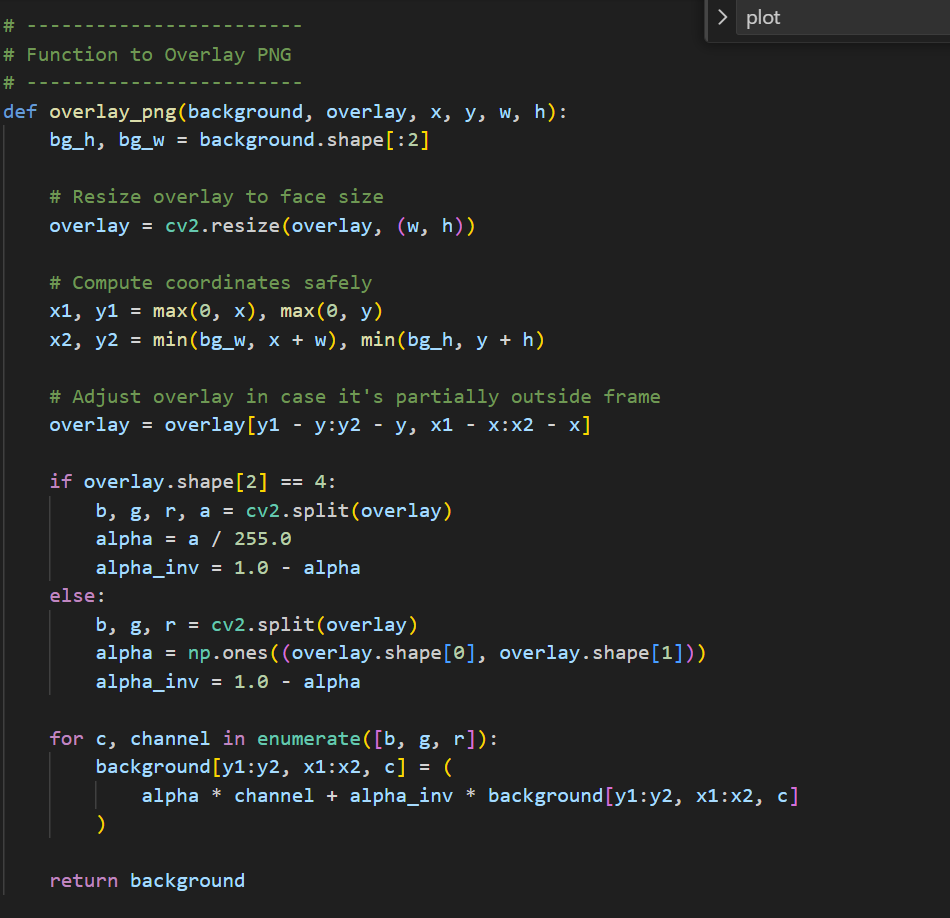 plot
# ------------------------
# Function to Overlay PNG
# ------------------------
def overlay_png(background, overlay, x, y, w, h):
    bg_h, bg_w = background.shape[:2]

    # Resize overlay to face size
    overlay = cv2.resize(overlay, (w, h))

    # Compute coordinates safely
    x1, y1 = max(0, x), max(0, y)
    x2, y2 = min(bg_w, x + w), min(bg_h, y + h)

    # Adjust overlay in case it's partially outside frame
    overlay = overlay[y1 - y:y2 - y, x1 - x:x2 - x]

    if overlay.shape[2] == 4:
        b, g, r, a = cv2.split(overlay)
        alpha = a / 255.0
        alpha_inv = 1.0 - alpha
    else:
        b, g, r = cv2.split(overlay)
        alpha = np.ones((overlay.shape[0], overlay.shape[1]))
        alpha_inv = 1.0 - alpha

    for c, channel in enumerate([b, g, r]):
        background[y1:y2, x1:x2, c] = (
            alpha * channel + alpha_inv * background[y1:y2, x1:x2, c]
        )

    return background